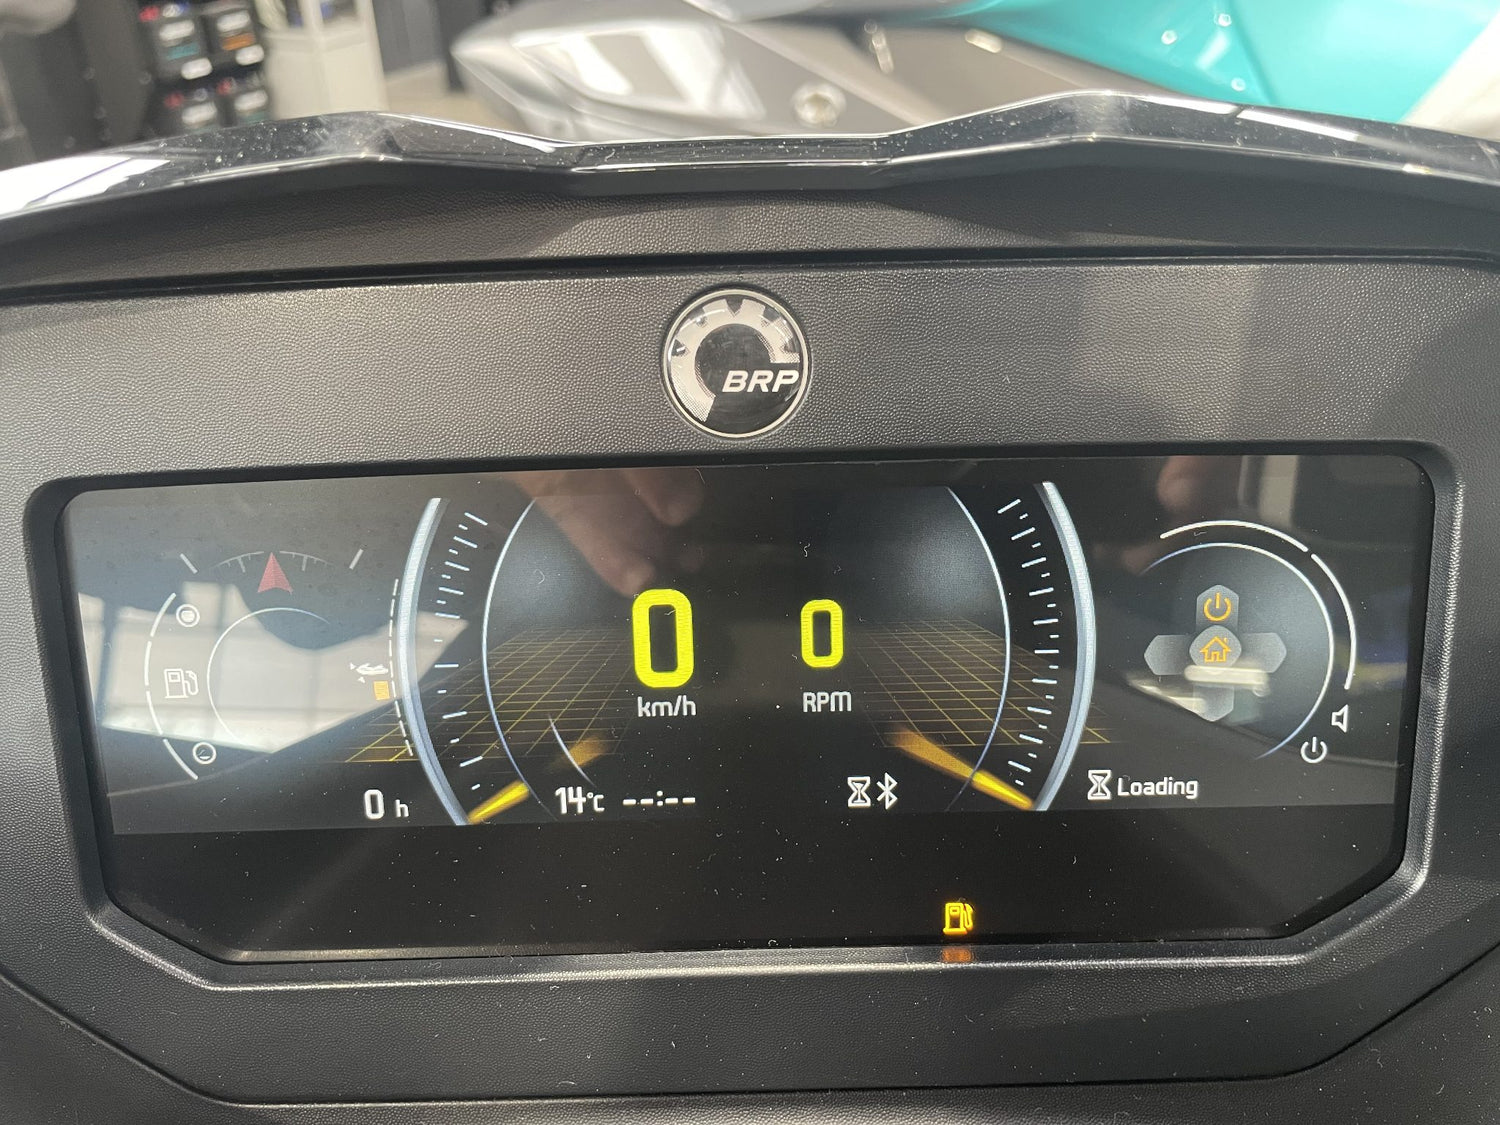 BRP
0
km/h
0
RPM
0 h
14°C --:--
Loading